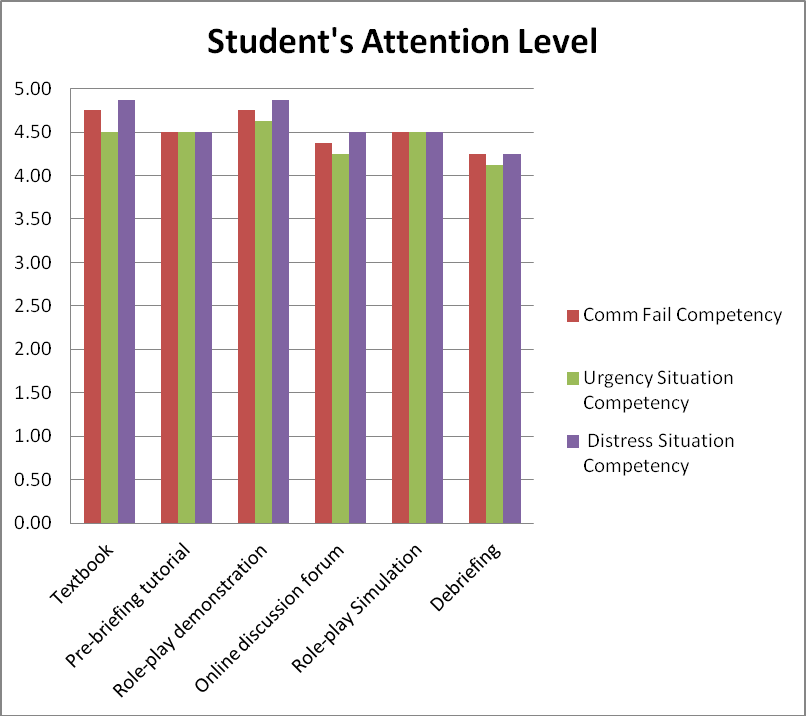 Student's Attention Level
5.00
4.50
4.00
3.50
3.00
2.50
2.00
1.50
1.00
0.50
0.00
Textbook
Pre-briefing tutorial
Role-play demonstration
Online discussion forum
Role-play Simulation
Debriefing
Comm Fail Competency
Urgency Situation
Competency
Distress Situation
Competency